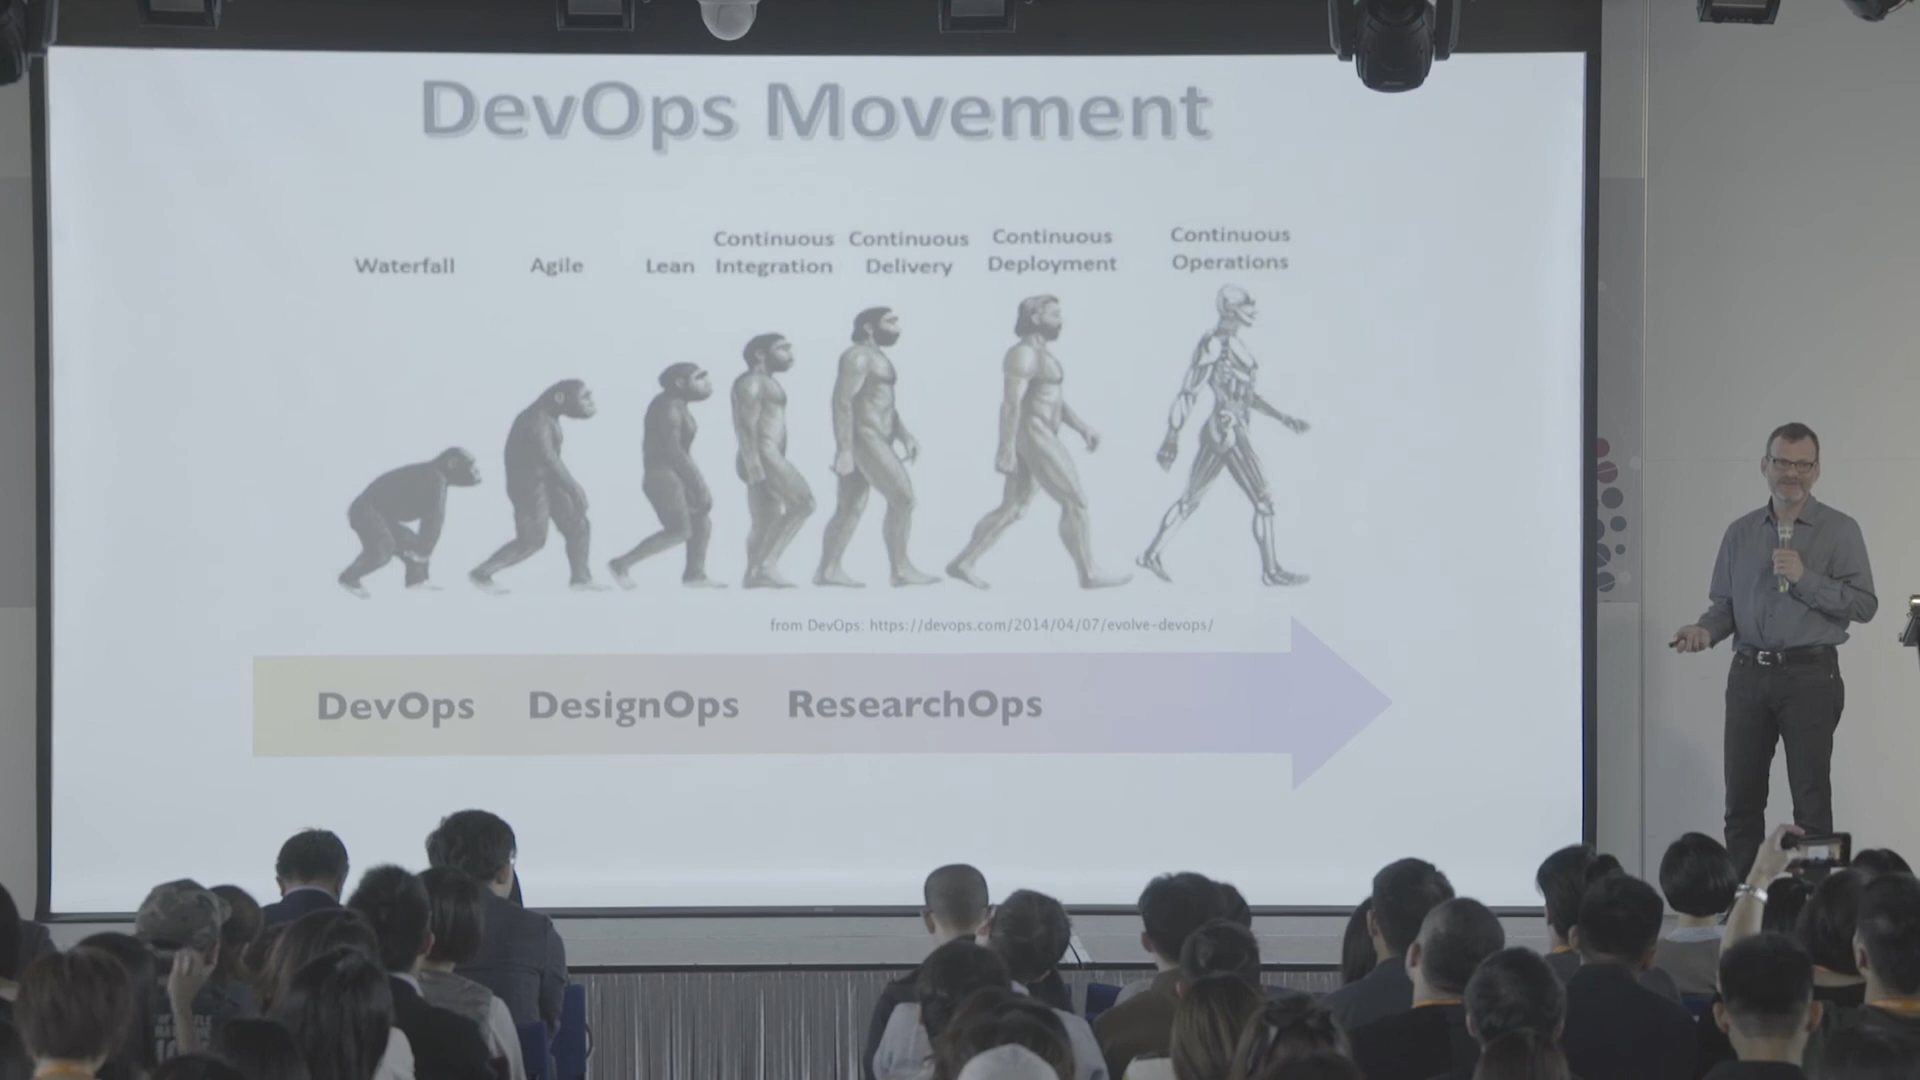 DevOps Movement
Waterfall
Agile
Lean
Continuous Integration
Continuous Delivery
Continuous Deployment
Continuous Operations
from DevOps: https://devops.com/2014/04/07/evolve-devops/
DevOps DesignOps ResearchOps